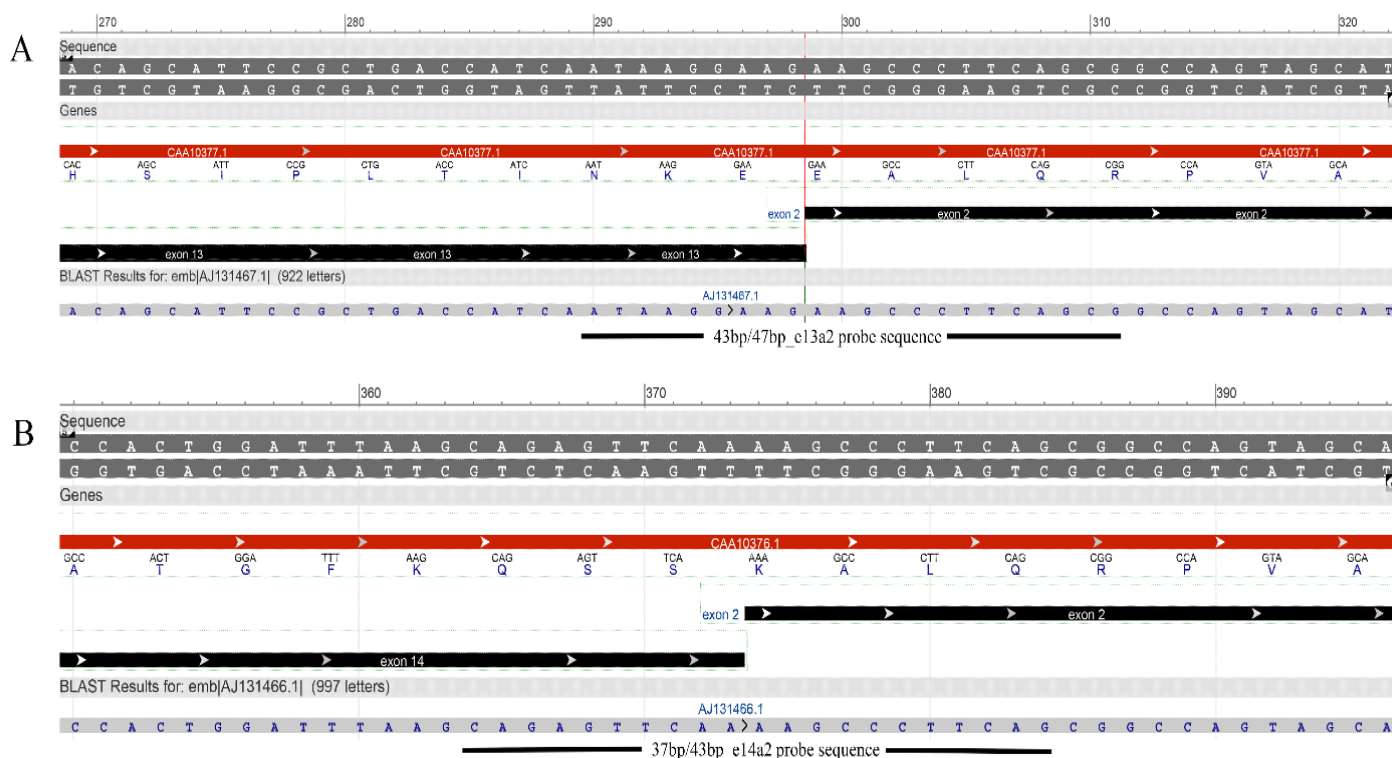 270 280 290 300 310 320
A
Sequence
A C A G C A T T C C G C T G A C C A T C A A T A A G G A A G A A G C C C T T C A G C G G C C A G T A G C A T
T G T C G T A A G G C G A C T G G T A G T T A T T C C T T C T T C G G G A A G T C G C C G G T C A T C G T A
Genes
CAA10377.1 CAA10377.1 CAA10377.1 CAA10377.1 CAA10377.1
CAC AGC ATT CCG CTG ACC ATC AAT AAG GAA GAA GCC CTT CAG CGG CCA GTA GCA
H S I P L T I N K E E A L Q R P V A
exon 2 exon 2 exon 2
exon 13 exon 13 exon 13
BLAST Results for: emb|AJ131467.1| (922 letters)
AJ131467.1
A C A G C A T T C C G C T G A C C A T C A A T A A G G A A G A A G C C C T T C A G C G G C C A G T A G C A T
43bp/47bp_e13a2 probe sequence
360 370 380 390
B
Sequence
C C A C T G G A T T T A A G C A G A G T T C A A A A G C C C T T C A G C G G C C A G T A G C A
G G T G A C C T A A A T T C G T C T C A A G T T T T C G G G A A G T C G C C G G T C A T C G T
Genes
CAA10376.1
GCC ACT GGA TTT AAG CAG AGT TCA AAA GCC CTT CAG CGG CCA GTA GCA
A T G F K Q S S K A L Q R P V A
exon 2 exon 2
exon 14
BLAST Results for: emb|AJ131466.1| (997 letters)
AJ131466.1
C C A C T G G A T T T A A G C A G A G T T C A A A A G C C C T T C A G C G G C C A G T A G C A
37bp/43bp_e14a2 probe sequence